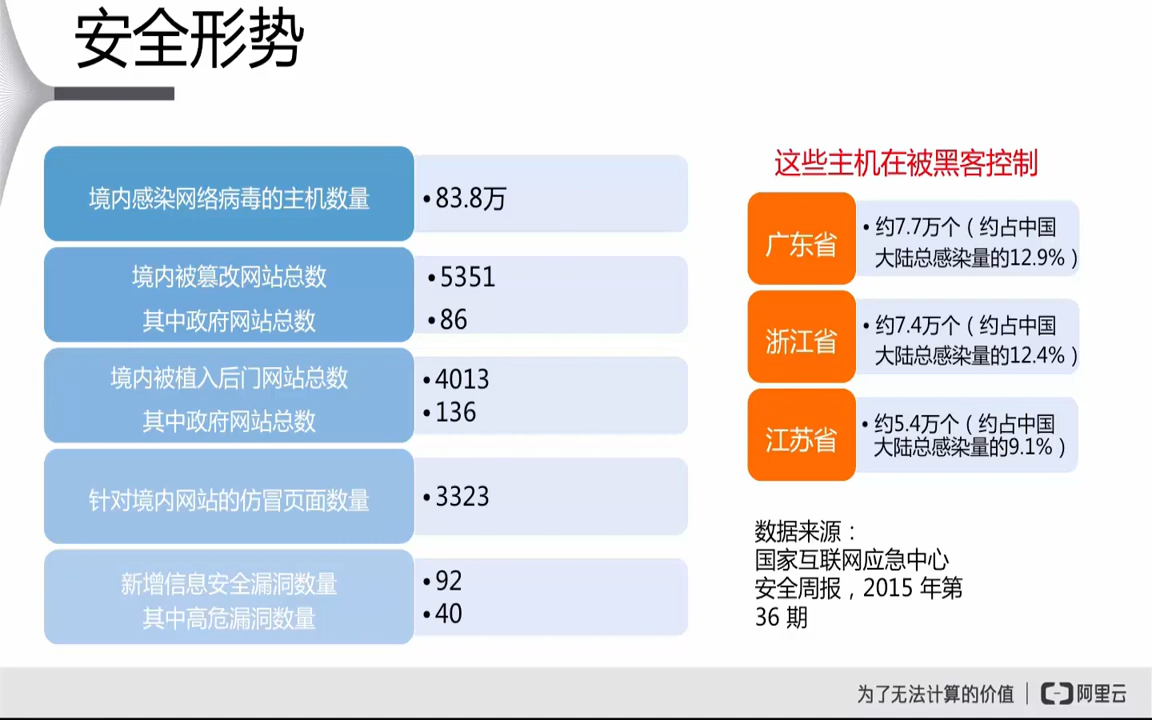 安全形势
境内感染网络病毒的主机数量
•83.8万
境内被篡改网站总数
•5351
其中政府网站总数
•86
境内被植入后门网站总数
•4013
其中政府网站总数
•136
针对境内网站的仿冒页面数量
•3323
新增信息安全漏洞数量
•92
其中高危漏洞数量
•40
这些主机在被黑客控制
广东省
•约7.7万个（约占中国
大陆总感染量的12.9%）
浙江省
•约7.4万个（约占中国
大陆总感染量的12.4%）
江苏省
•约5.4万个（约占中国
大陆总感染量的9.1%）
数据来源：
国家互联网应急中心
安全周报，2015 年第
36 期
为了无法计算的价值 | 阿里云